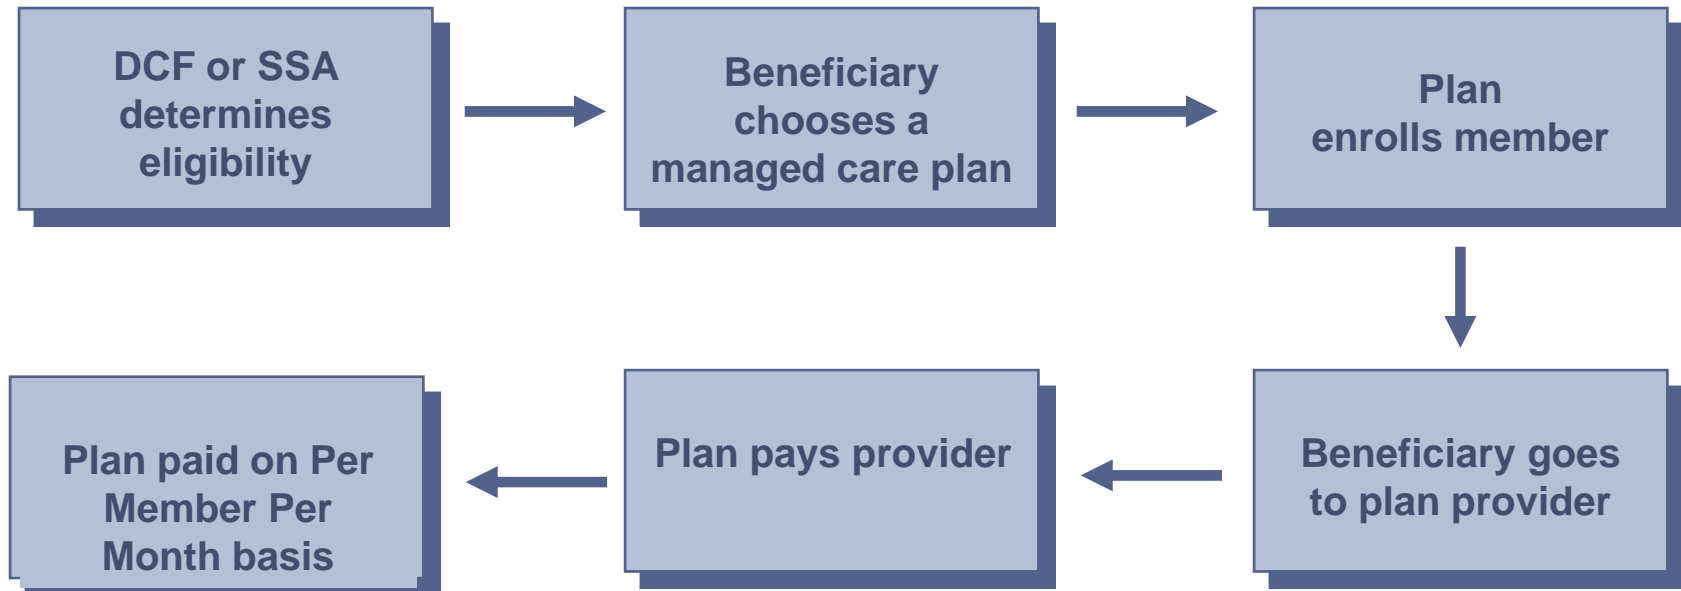 DCF or SSA
determines
eligibility
Beneficiary
chooses a
managed care plan
Plan
enrolls member
Beneficiary goes
to plan provider
Plan pays provider
Plan paid on Per
Member Per
Month basis